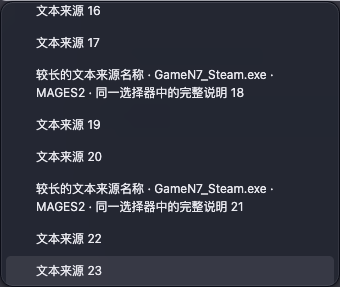 文本来源 16
文本来源 17
较长的文本来源名称 · GameN7_Steam.exe ·
MAGES2 · 同一选择器中的完整说明 18
文本来源 19
文本来源 20
较长的文本来源名称 · GameN7_Steam.exe ·
MAGES2 · 同一选择器中的完整说明 21
文本来源 22
文本来源 23